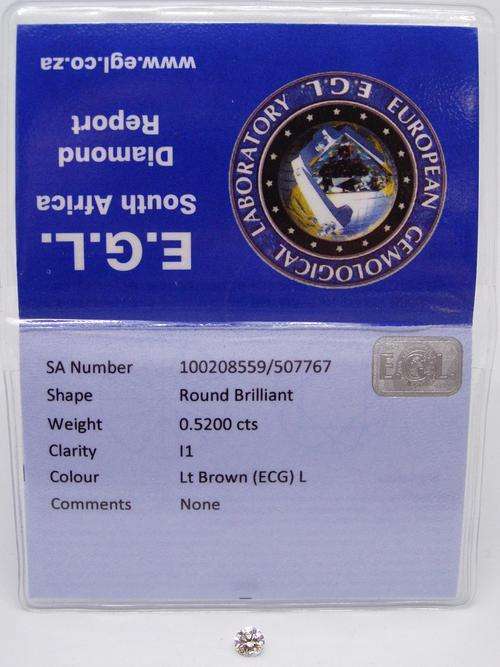 www.egl.co.za
Report
Diamond
South Africa
E.G.L.
E.G.L. EUROPEAN GEMOLOGICAL LABORATORY
E.G.L.
SA Number 100208559/507767
Shape Round Brilliant
Weight 0.5200 cts
Clarity I1
Colour Lt Brown (ECG) L
Comments None